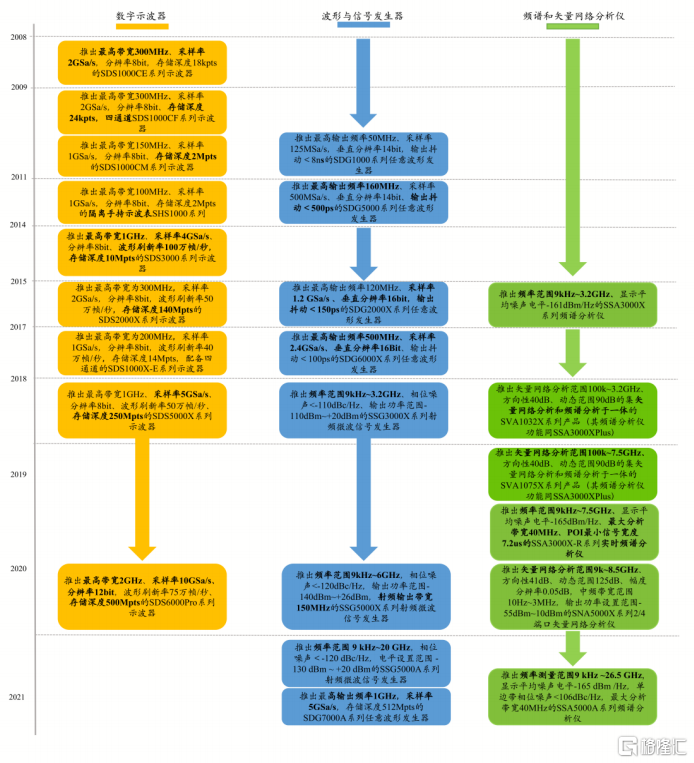 数字示波器
波形与信号发生器
频谱和矢量网络分析仪
2008
推出最高带宽300MHz，采样率
2GSa/s，分辨率8bit，存储深度18kpts
的SDS1000CE系列示波器
2009
推出最高带宽300MHz，采样率
2GSa/s，分辨率8bit，存储深度
24kpts，四通道SDS1000CF系列示波
器
推出最高带宽150MHz，采样率
1GSa/s，分辨率8bit，存储深度2Mpts
的SDS1000CM系列示波器
推出最高输出频率50MHz，采样率
125MSa/s，垂直分辨率14bit，输出抖
动＜8ns的SDG1000系列任意波形发
生器
2011
推出最高带宽100MHz，采样率
1GSa/s，分辨率8bit，存储深度2Mpts
的隔离手持示波表SHS1000系列
推出最高输出频率160MHz，采样率
500MSa/s，垂直分辨率14bit，输出抖
动<500ps的SDG5000系列任意波形
发生器
2014
推出最高带宽1GHz，采样率4GSa/s，
分辨率8bit，波形刷新率100万帧/秒，
存储深度10Mpts的SDS3000系列示波
器
2015
推出最高带宽为300MHz，采样率
2GSa/s，分辨率8bit，波形刷新率50
万帧/秒，存储深度140Mpts的
SDS2000X系列示波器
推出最高输出频率120MHz，采样率
1.2 GSa/s 、垂直分辨率16bit，输出
抖动＜150ps的SDG2000X系列任意
波形发生器
推出频率范围9kHz~3.2GHz，显示平
均噪声电平-161dBm/Hz的SSA3000X
系列频谱分析仪
2017
推出最高带宽为200MHz，采样率
1GSa/s，分辨率8bit，波形刷新率40
万帧/秒，存储深度14Mpts，配备四
通道的SDS1000X-E系列示波器
推出最高输出频率500MHz，采样率
2.4GSa/s，垂直分辨率16Bit，输出抖
动＜100ps的SDG6000X系列任意波
形发生器
2018
推出最高带宽1GHz，采样率5GSa/s，
分辨率8bit，波形刷新率50万帧/秒、
存储深度250Mpts的SDS5000X系列
示波器
推出频率范围9kHz~3.2GHz，相位噪
声<-110dBc/Hz，输出功率范围-
110dBm~+20dBm的SSG3000X系列射
频微波信号发生器
推出矢量网络分析范围100k~3.2GHz，
方向性40dB，动态范围90dB的集矢
量网络分析和频谱分析于一体的
SVA1032X系列产品（其频谱分析仪
功能同SSA3000XPlus）
2019
推出矢量网络分析范围100k~7.5GHz，
方向性40dB，动态范围90dB的集矢
量网络分析和频谱分析于一体的
SVA1075X系列产品（其频谱分析仪
功能同SSA3000XPlus）
推出频率范围9kHz~7.5GHz，显示平
均噪声电平-165dBm/Hz，最大分析
带宽40MHz、POI最小信号宽度
7.2us的SSA3000X-R系列实时频谱
分析仪
2020
推出最高带宽2GHz，采样率10GSa/s，
分辨率12bit，波形刷新率75万帧/秒，
存储深度500Mpts的SDS6000Pro系列
示波器
推出频率范围9kHz~6GHz，相位噪
声<-120dBc/Hz，输出功率范围-
140dBm~+26dBm，射频输出带宽
150MHz的SSG5000X系列射频微波
信号发生器
推出矢量网络分析范围9k~8.5GHz，
方向性41dB，动态范围125dB、幅度
分辨率0.05dB，中频带宽范围
10Hz~3MHz，输出功率设置范围-
55dBm~10dBm的SNA5000X系列2/4
端口矢量网络分析仪
2021
推出频率范围 9 kHz~20 GHz，相位
噪声 < -120 dBc/Hz，电平设置范围 -
130 dBm ~ +20 dBm的SSG5000A系列
射频微波信号发生器
推出最高输出频率1GHz，采样率
5GSa/s，存储深度512Mpts的
SDG7000A系列任意波形发生器
推出频率测量范围9 kHz ~26.5 GHz，
显示平均噪声电平-165 dBm /Hz，单
边带相位噪声<106dBc/Hz，最大分析
带宽40MHz的SSA5000A系列频谱分
析仪
格隆汇